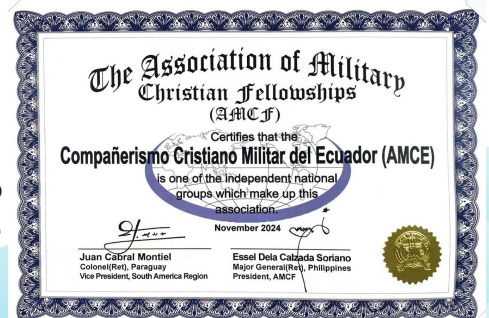 The Association of Military
Christian Fellowships
(AMCF)
Certifies that the
Compañerismo Cristiano Militar del Ecuador (AMCE)
is one of the independent national
groups which make up this
association.
November 2024
Juan Cabral Montiel
Colonel(Ret), Paraguay
Vice President, South America Region
Essel Dela Calzada Soriano
Major General(Ret), Philippines
President, AMCF